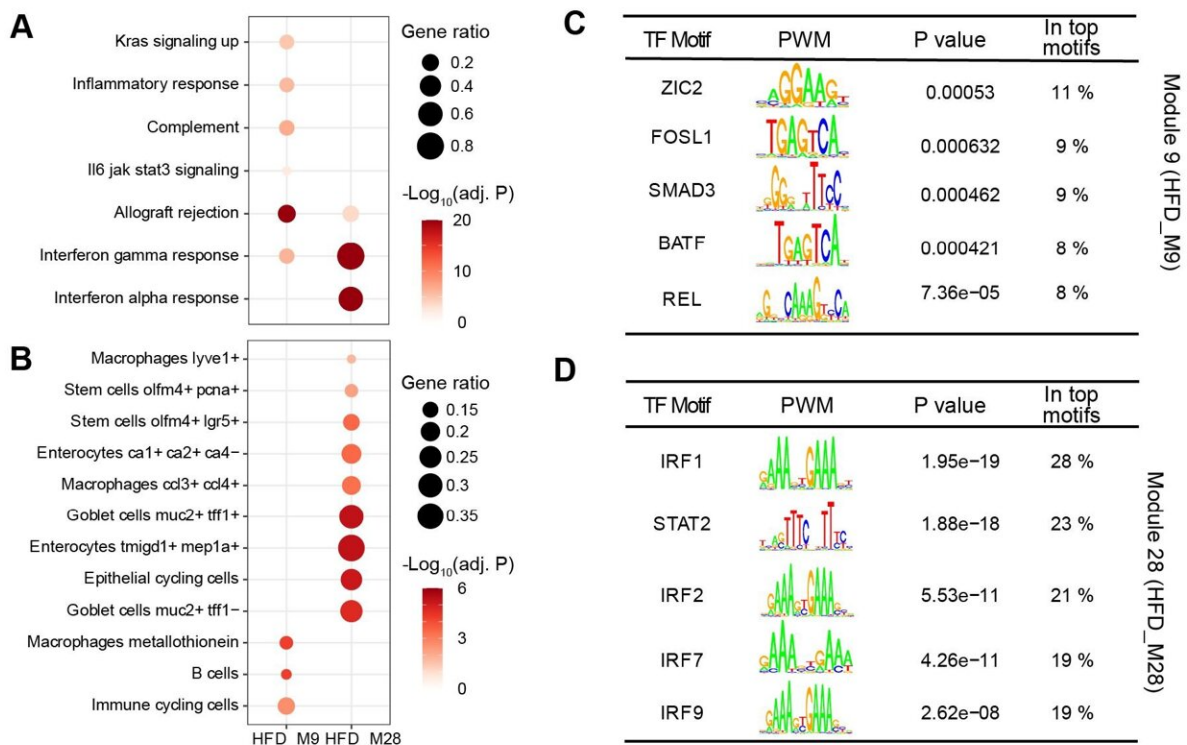 A
Kras signaling up
Inflammatory response
Complement
Il6 jak stat3 signaling
Allograft rejection
Interferon gamma response
Interferon alpha response
Gene ratio
0.2
0.4
0.6
0.8
-Log10(adj. P)
20
10
0
B
Macrophages lyve1+
Stem cells olfm4+ pcna+
Stem cells olfm4+ lgr5+
Enterocytes ca1+ ca2+ ca4−
Macrophages ccl3+ ccl4+
Goblet cells muc2+ tff1+
Enterocytes tmigd1+ mep1a+
Epithelial cycling cells
Goblet cells muc2+ tff1−
Macrophages metallothionein
B cells
Immune cycling cells
HFD M9 HFD M28
Gene ratio
0.15
0.2
0.25
0.3
0.35
-Log10(adj. P)
6
3
0
C
TF Motif PWM P value In top motifs
ZIC2 0.00053 11 %
FOSL1 TGAGTCA 0.000632 9 %
SMAD3 0.000462 9 %
BATF TGAGTCA 0.000421 8 %
REL 7.36e−05 8 %
Module 9 (HFD_M9)
D
TF Motif PWM P value In top motifs
IRF1 1.95e−19 28 %
STAT2 1.88e−18 23 %
IRF2 5.53e−11 21 %
IRF7 4.26e−11 19 %
IRF9 2.62e−08 19 %
Module 28 (HFD_M28)